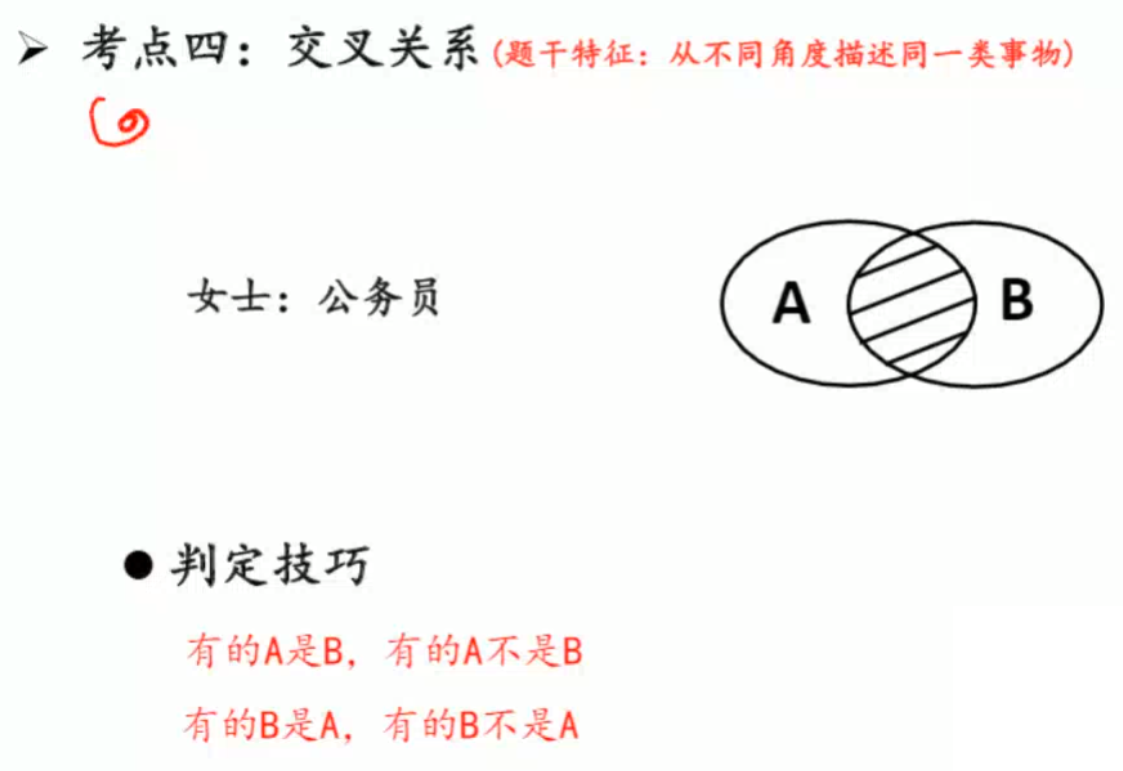 ➢ 考点四：交叉关系(题干特征：从不同角度描述同一类事物)
女士：公务员
A B
● 判定技巧
有的A是B，有的A不是B
有的B是A，有的B不是A